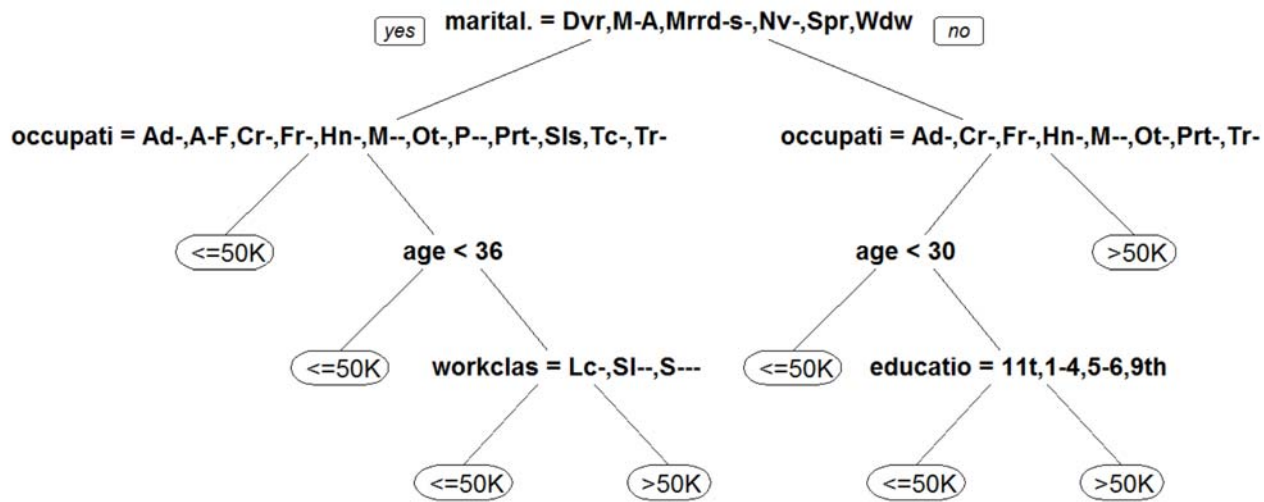 yes marital. = Dvr,M-A,Mrrd-s-,Nv-,Spr,Wdw no
occupati = Ad-,A-F,Cr-,Fr-,Hn-,M--,Ot-,P--,Prt-,Sls,Tc-,Tr- occupati = Ad-,Cr-,Fr-,Hn-,M--,Ot-,Prt-,Tr-
<=50K age < 36 age < 30 >50K
<=50K workclas = Lc-,Sl--,S--- <=50K educatio = 11t,1-4,5-6,9th
<=50K >50K <=50K >50K